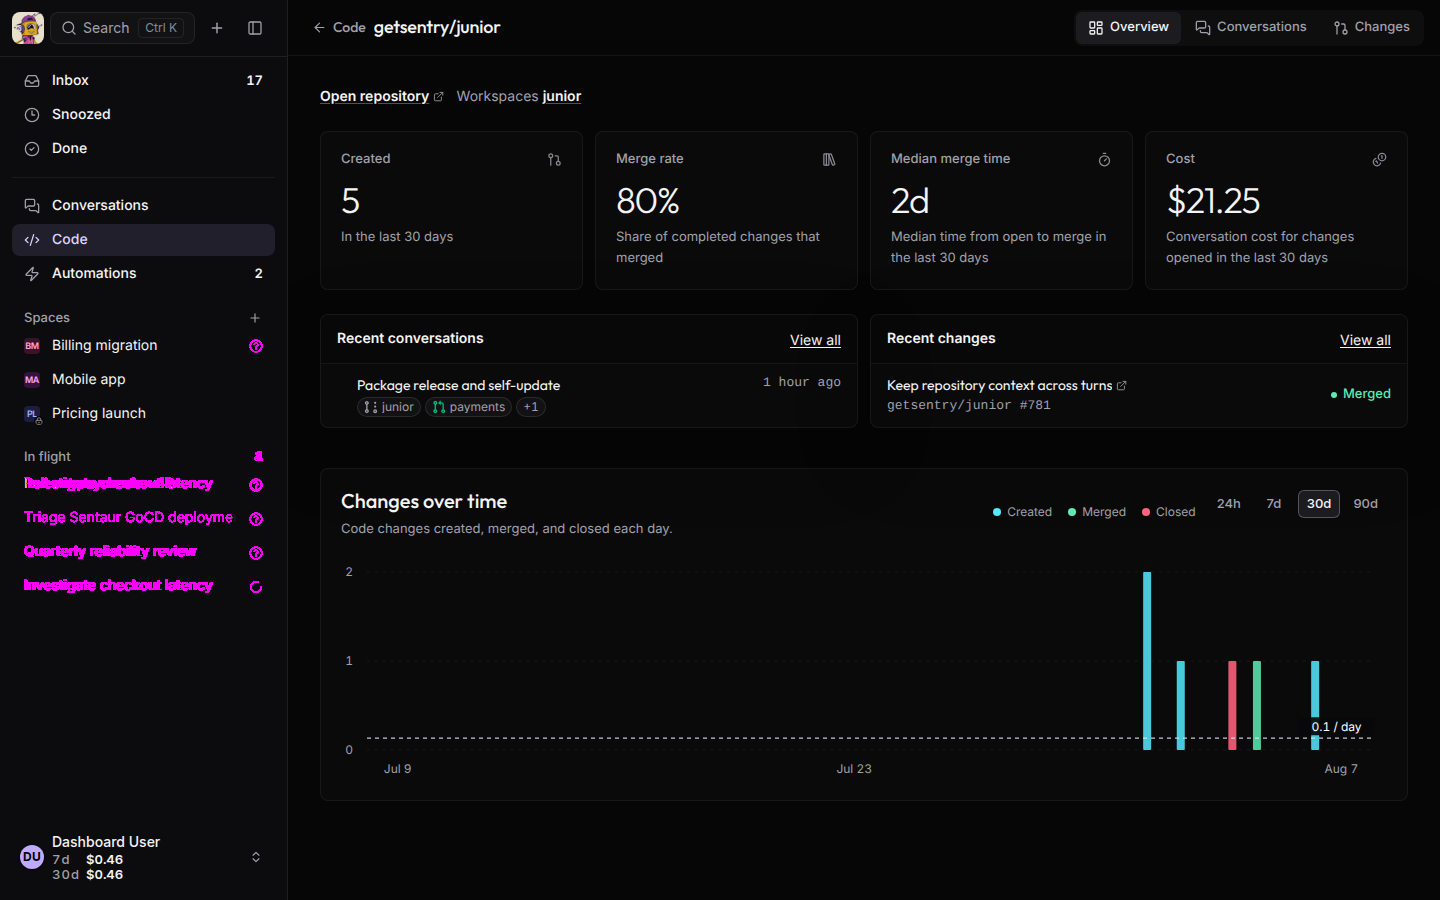 Search Ctrl K
Inbox 17
Snoozed
Done
Conversations
Code
Automations 2
Spaces
BM Billing migration
MA Mobile app
PL Pricing launch
In flight
Triage Sentaur GoCD deployme
Quarterly reliability review
Investigate checkout latency
DU Dashboard User
7d $0.46
30d $0.46
Code getsentry/junior
Overview Conversations Changes
Open repository Workspaces junior
Created
5
In the last 30 days
Merge rate
80%
Share of completed changes that
merged
Median merge time
2d
Median time from open to merge in
the last 30 days
Cost
$21.25
Conversation cost for changes
opened in the last 30 days
Recent conversations View all
Package release and self-update 1 hour ago
junior payments +1
Recent changes View all
Keep repository context across turns
getsentry/junior #781
Merged
Changes over time
Code changes created, merged, and closed each day.
Created Merged Closed
24h 7d 30d 90d
2
1
0
0.1 / day
Jul 9 Jul 23 Aug 7